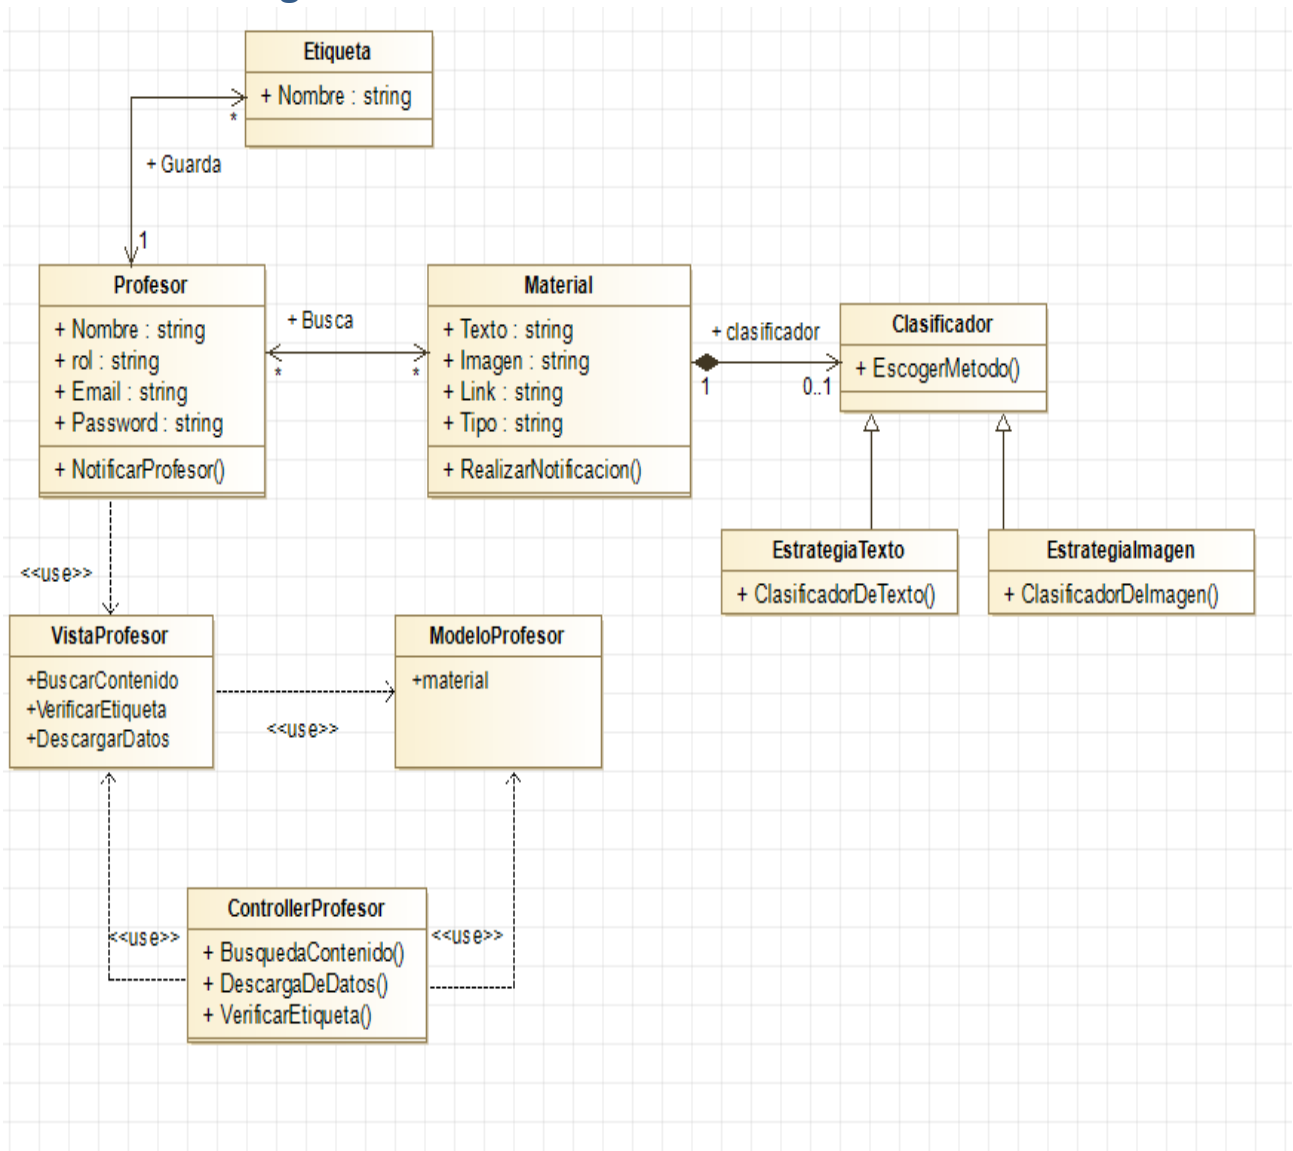 Etiqueta
+ Nombre : string
*
+ Guarda
1
Profesor
+ Nombre : string
+ rol : string
+ Email : string
+ Password : string
+ NotificarProfesor()
+ Busca
*
*
Material
+ Texto : string
+ Imagen : string
+ Link : string
+ Tipo : string
+ RealizarNotificacion()
+ clasificador
1
0..1
Clasificador
+ EscogerMetodo()
EstrategiaTexto
+ ClasificadorDeTexto()
EstrategiaImagen
+ ClasificadorDeImagen()
<<use>>
VistaProfesor
+BuscarContenido
+VerificarEtiqueta
+DescargarDatos
<<use>>
ModeloProfesor
+material
<<use>>
ControllerProfesor
+ BusquedaContenido()
+ DescargaDeDatos()
+ VerificarEtiqueta()
<<use>>